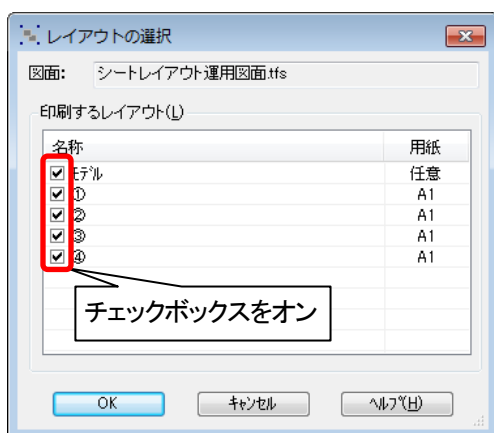 レイアウトの選択
図面: シートレイアウト運用図面.tfs
印刷するレイアウト(L)
名称 用紙
モデル 任意
① A1
② A1
③ A1
④ A1
チェックボックスをオン
OK キャンセル ヘルプ(H)